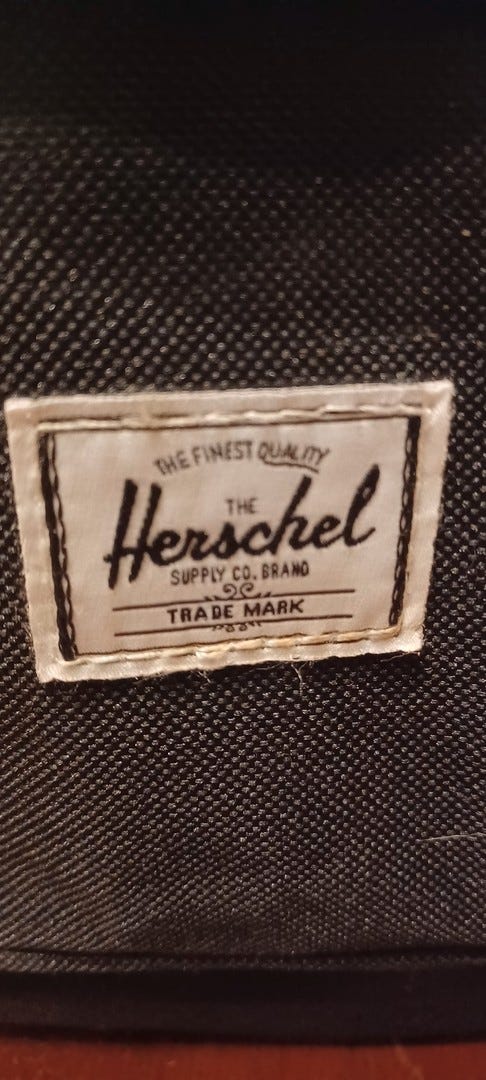 THE FINEST QUALITY
THE
Herschel
SUPPLY CO. BRAND
TRADE MARK